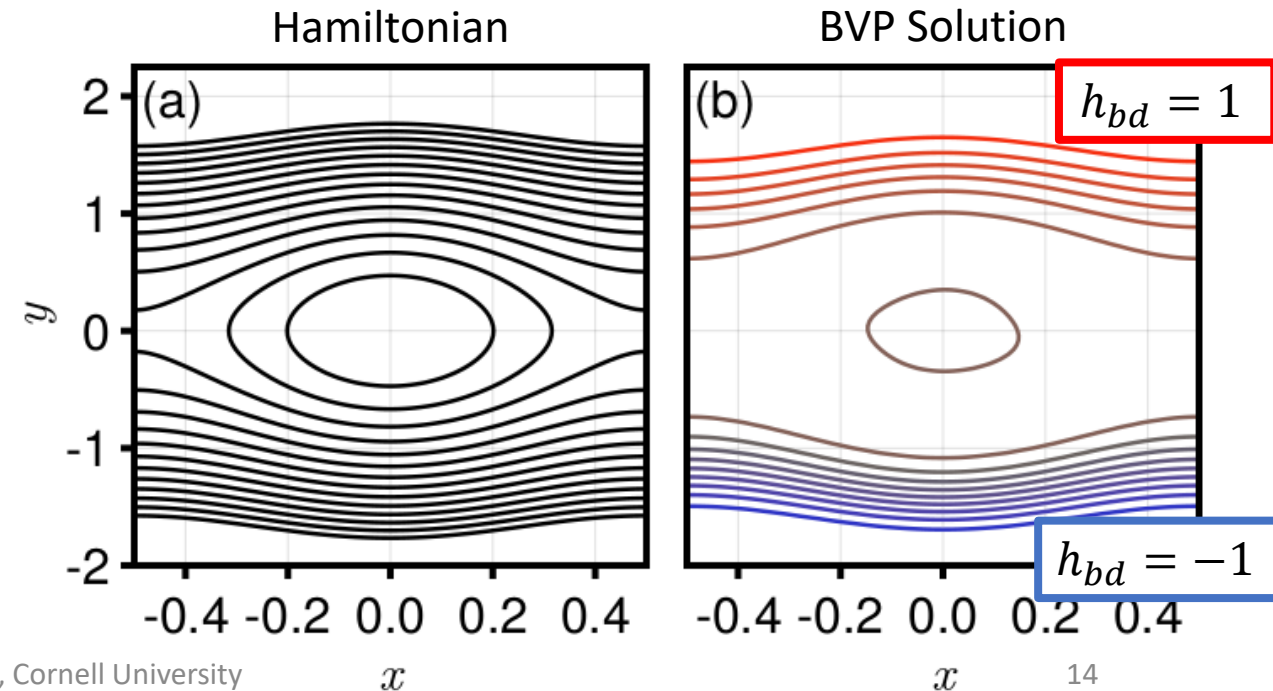 Hamiltonian
BVP Solution
(a)
(b)
h_bd = 1
h_bd = −1
y
2
1
0
-1
-2
-0.4 -0.2 0.0 0.2 0.4
-0.4 -0.2 0.0 0.2 0.4
x
x
, Cornell University
14